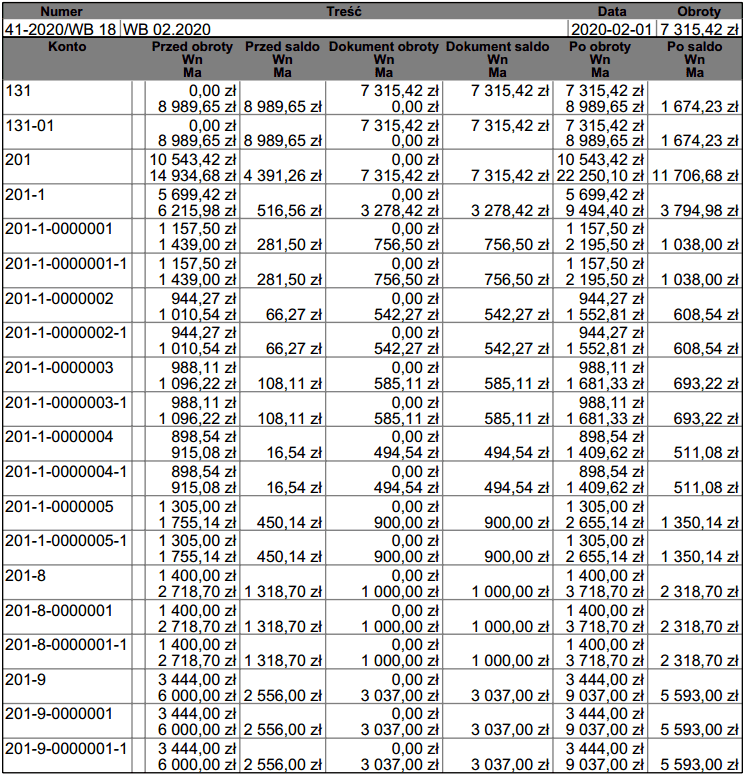 Numer Treść Data Obroty
41-2020/WB 18 WB 02.2020 2020-02-01 7 315,42 zł
Konto Przed obroty Przed saldo Dokument obroty Dokument saldo Po obroty Po saldo
Wn Wn Wn Wn Wn Wn
Ma Ma Ma Ma Ma Ma
131 0,00 zł 7 315,42 zł 7 315,42 zł 7 315,42 zł
8 989,65 zł 8 989,65 zł 0,00 zł 8 989,65 zł 1 674,23 zł
131-01 0,00 zł 7 315,42 zł 7 315,42 zł 7 315,42 zł
8 989,65 zł 8 989,65 zł 0,00 zł 8 989,65 zł 1 674,23 zł
201 10 543,42 zł 0,00 zł 10 543,42 zł
14 934,68 zł 4 391,26 zł 7 315,42 zł 7 315,42 zł 22 250,10 zł 11 706,68 zł
201-1 5 699,42 zł 0,00 zł 5 699,42 zł
6 215,98 zł 516,56 zł 3 278,42 zł 3 278,42 zł 9 494,40 zł 3 794,98 zł
201-1-0000001 1 157,50 zł 0,00 zł 1 157,50 zł
1 439,00 zł 281,50 zł 756,50 zł 756,50 zł 2 195,50 zł 1 038,00 zł
201-1-0000001-1 1 157,50 zł 0,00 zł 1 157,50 zł
1 439,00 zł 281,50 zł 756,50 zł 756,50 zł 2 195,50 zł 1 038,00 zł
201-1-0000002 944,27 zł 0,00 zł 944,27 zł
1 010,54 zł 66,27 zł 542,27 zł 542,27 zł 1 552,81 zł 608,54 zł
201-1-0000002-1 944,27 zł 0,00 zł 944,27 zł
1 010,54 zł 66,27 zł 542,27 zł 542,27 zł 1 552,81 zł 608,54 zł
201-1-0000003 988,11 zł 0,00 zł 988,11 zł
1 096,22 zł 108,11 zł 585,11 zł 585,11 zł 1 681,33 zł 693,22 zł
201-1-0000003-1 988,11 zł 0,00 zł 988,11 zł
1 096,22 zł 108,11 zł 585,11 zł 585,11 zł 1 681,33 zł 693,22 zł
201-1-0000004 898,54 zł 0,00 zł 898,54 zł
915,08 zł 16,54 zł 494,54 zł 494,54 zł 1 409,62 zł 511,08 zł
201-1-0000004-1 898,54 zł 0,00 zł 898,54 zł
915,08 zł 16,54 zł 494,54 zł 494,54 zł 1 409,62 zł 511,08 zł
201-1-0000005 1 305,00 zł 0,00 zł 1 305,00 zł
1 755,14 zł 450,14 zł 900,00 zł 900,00 zł 2 655,14 zł 1 350,14 zł
201-1-0000005-1 1 305,00 zł 0,00 zł 1 305,00 zł
1 755,14 zł 450,14 zł 900,00 zł 900,00 zł 2 655,14 zł 1 350,14 zł
201-8 1 400,00 zł 0,00 zł 1 400,00 zł
2 718,70 zł 1 318,70 zł 1 000,00 zł 1 000,00 zł 3 718,70 zł 2 318,70 zł
201-8-0000001 1 400,00 zł 0,00 zł 1 400,00 zł
2 718,70 zł 1 318,70 zł 1 000,00 zł 1 000,00 zł 3 718,70 zł 2 318,70 zł
201-8-0000001-1 1 400,00 zł 0,00 zł 1 400,00 zł
2 718,70 zł 1 318,70 zł 1 000,00 zł 1 000,00 zł 3 718,70 zł 2 318,70 zł
201-9 3 444,00 zł 0,00 zł 3 444,00 zł
6 000,00 zł 2 556,00 zł 3 037,00 zł 3 037,00 zł 9 037,00 zł 5 593,00 zł
201-9-0000001 3 444,00 zł 0,00 zł 3 444,00 zł
6 000,00 zł 2 556,00 zł 3 037,00 zł 3 037,00 zł 9 037,00 zł 5 593,00 zł
201-9-0000001-1 3 444,00 zł 0,00 zł 3 444,00 zł
6 000,00 zł 2 556,00 zł 3 037,00 zł 3 037,00 zł 9 037,00 zł 5 593,00 zł